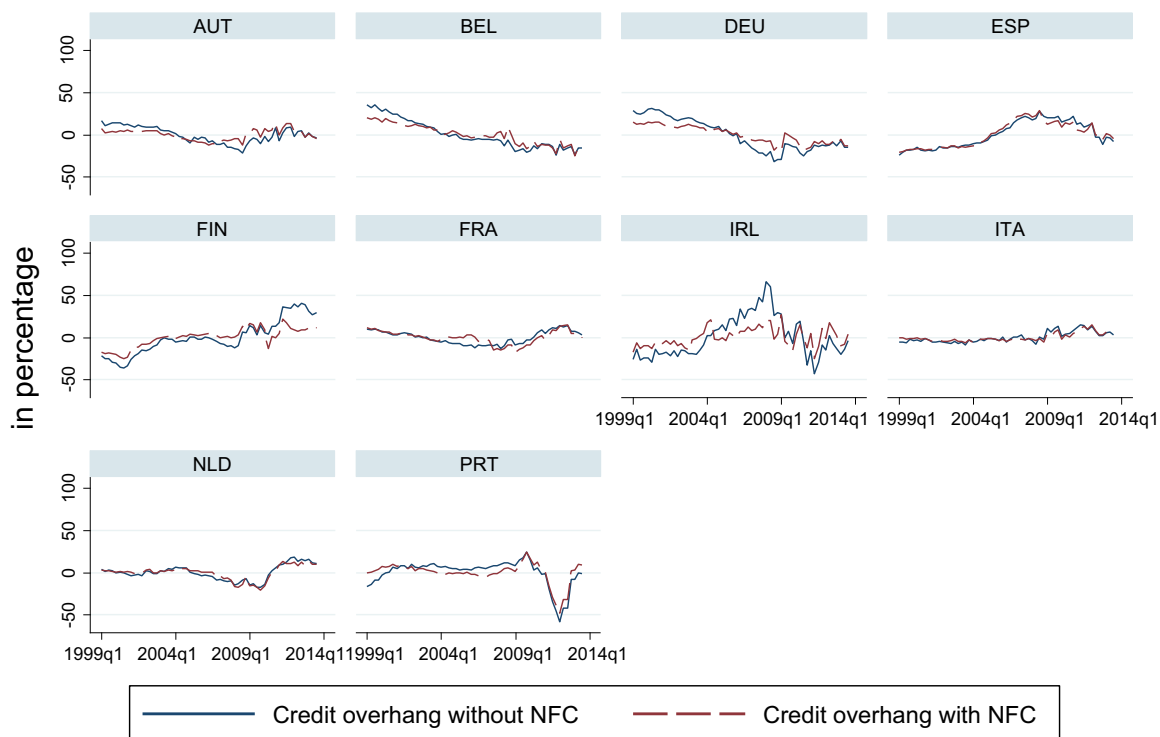 AUT BEL DEU ESP
100
50
0
-50
FIN FRA IRL ITA
100
50
0
-50
1999q1 2004q1 2009q1 2014q1
1999q1 2004q1 2009q1 2014q1
NLD PRT
100
50
0
-50
1999q1 2004q1 2009q1 2014q1
1999q1 2004q1 2009q1 2014q1
in percentage
Credit overhang without NFC Credit overhang with NFC